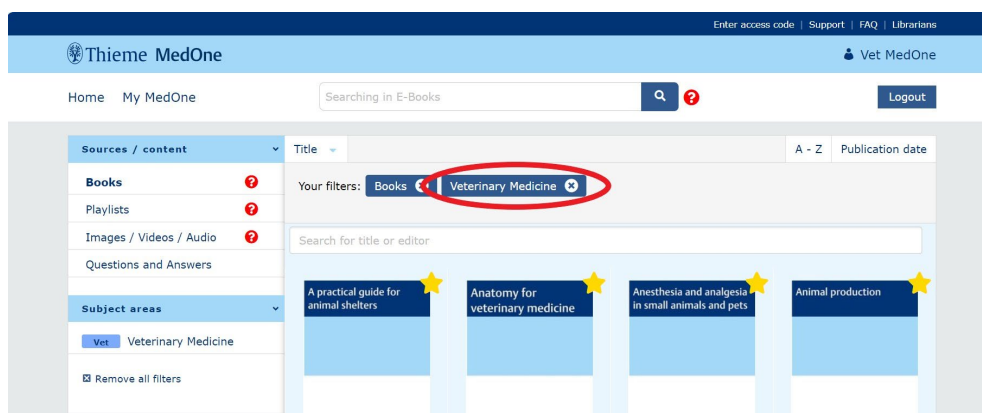 Enter access code | Support | FAQ | Librarians
Thieme MedOne
Vet MedOne
Home My MedOne
Searching in E-Books
Logout
Sources / content
Books
Playlists
Images / Videos / Audio
Questions and Answers
Subject areas
Vet Veterinary Medicine
Remove all filters
Title
A - Z Publication date
Your filters: Books Veterinary Medicine
Search for title or editor
A practical guide for
animal shelters
Anatomy for
veterinary medicine
Anesthesia and analgesia
in small animals and pets
Animal production